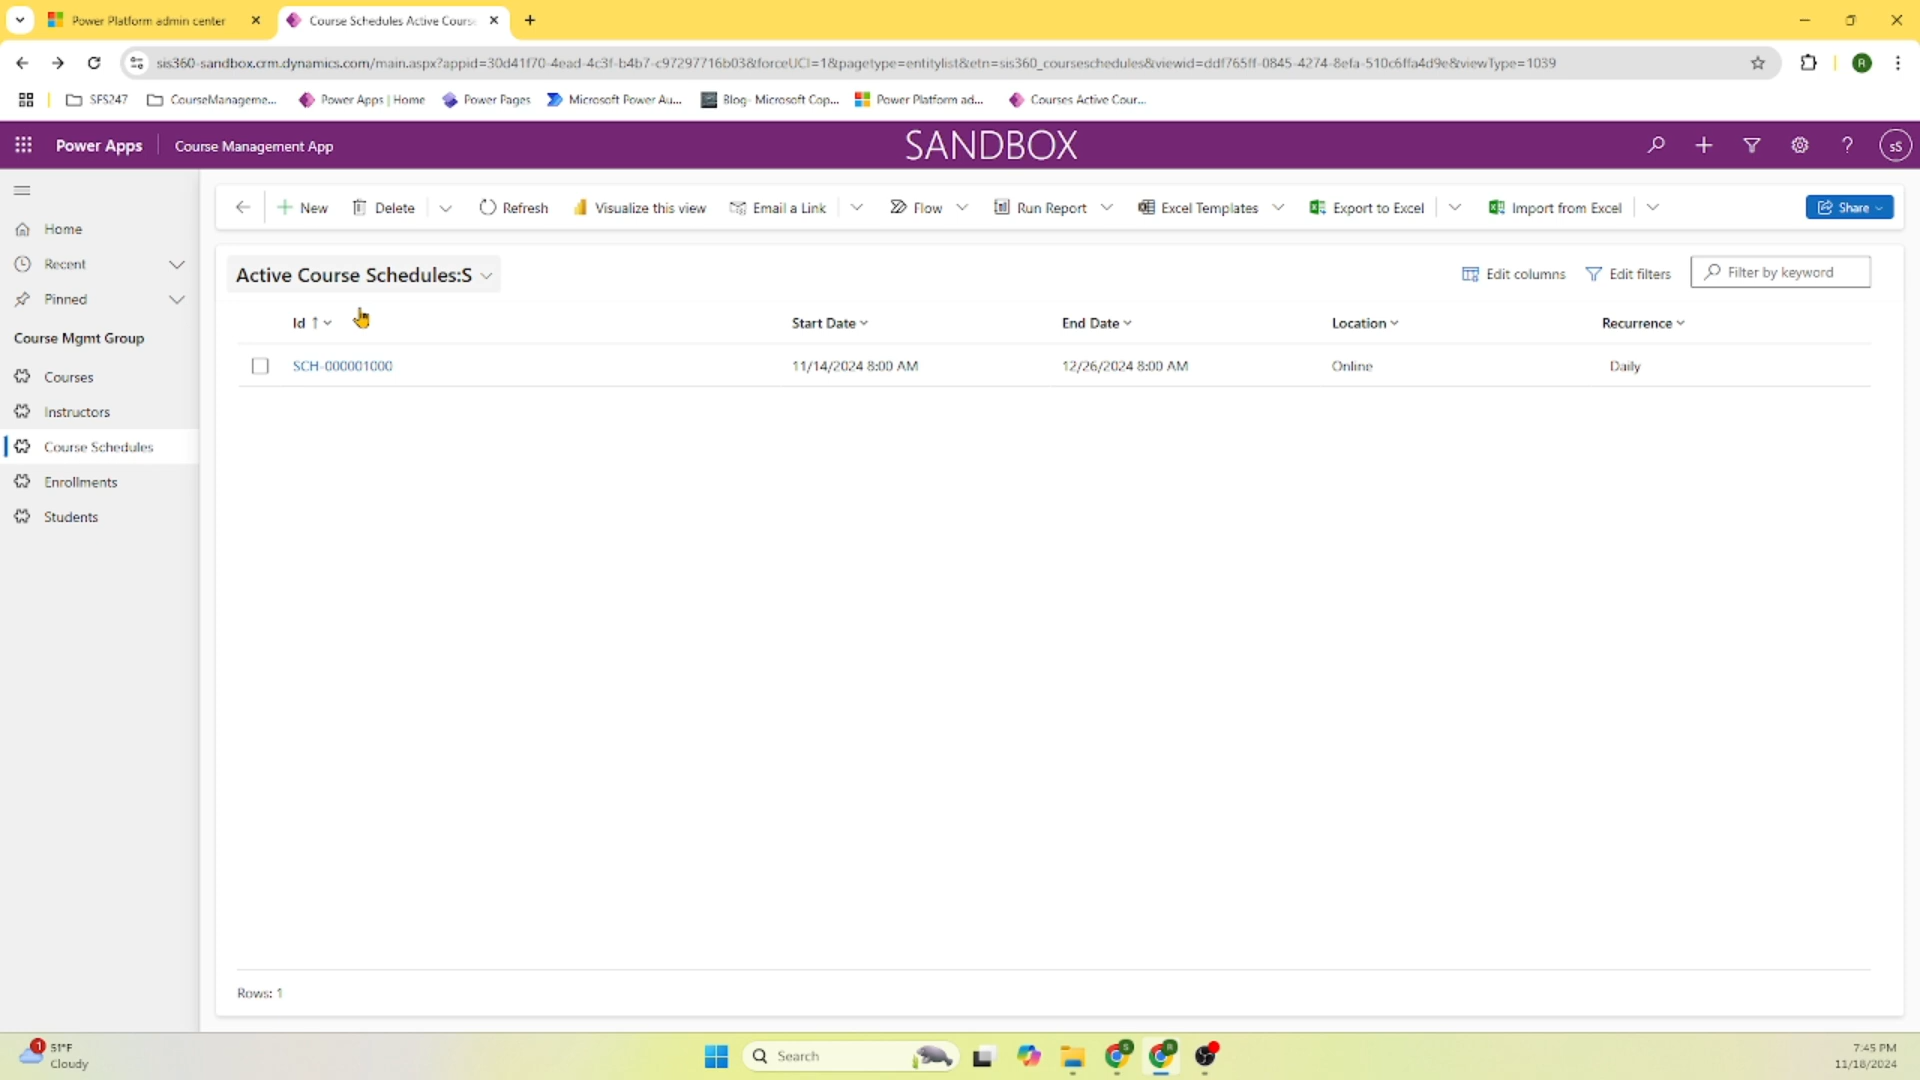 Power Platform admin center
Course Schedules Active Course
sis360-sandbox.crm.dynamics.com/main.aspx?appid=30d41f70-4ead-4c3f-b4b7-c97297716b03&forceUCI=1&pagetype=entitylist&etn=sis360_courseschedules&viewid=ddf765ff-0845-4274-8efa-510c6ffa4d9e&viewType=1039
R
SFS247
CourseManageme...
Power Apps | Home
Power Pages
Microsoft Power Au...
Blog- Microsoft Cop...
Power Platform ad...
Courses Active Cour...
Power Apps
Course Management App
SANDBOX
sS
New
Delete
Refresh
Visualize this view
Email a Link
Flow
Run Report
Excel Templates
Export to Excel
Import from Excel
Share
Home
Recent
Pinned
Course Mgmt Group
Courses
Instructors
Course Schedules
Enrollments
Students
Active Course Schedules:S
Edit columns
Edit filters
Filter by keyword
Id
Start Date
End Date
Location
Recurrence
SCH-000001000
11/14/2024 8:00 AM
12/26/2024 8:00 AM
Online
Daily
Rows: 1
1
51°F
Cloudy
Search
S
R
7:45 PM
11/18/2024